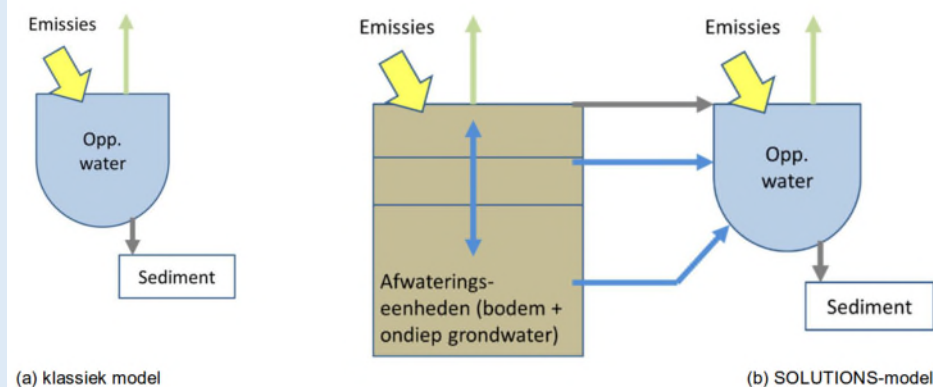 Emissies
Opp.
water
Sediment
(a) klassiek model
Emissies
Afwaterings-
eenheden (bodem +
ondiep grondwater)
Emissies
Opp.
water
Sediment
(b) SOLUTIONS-model